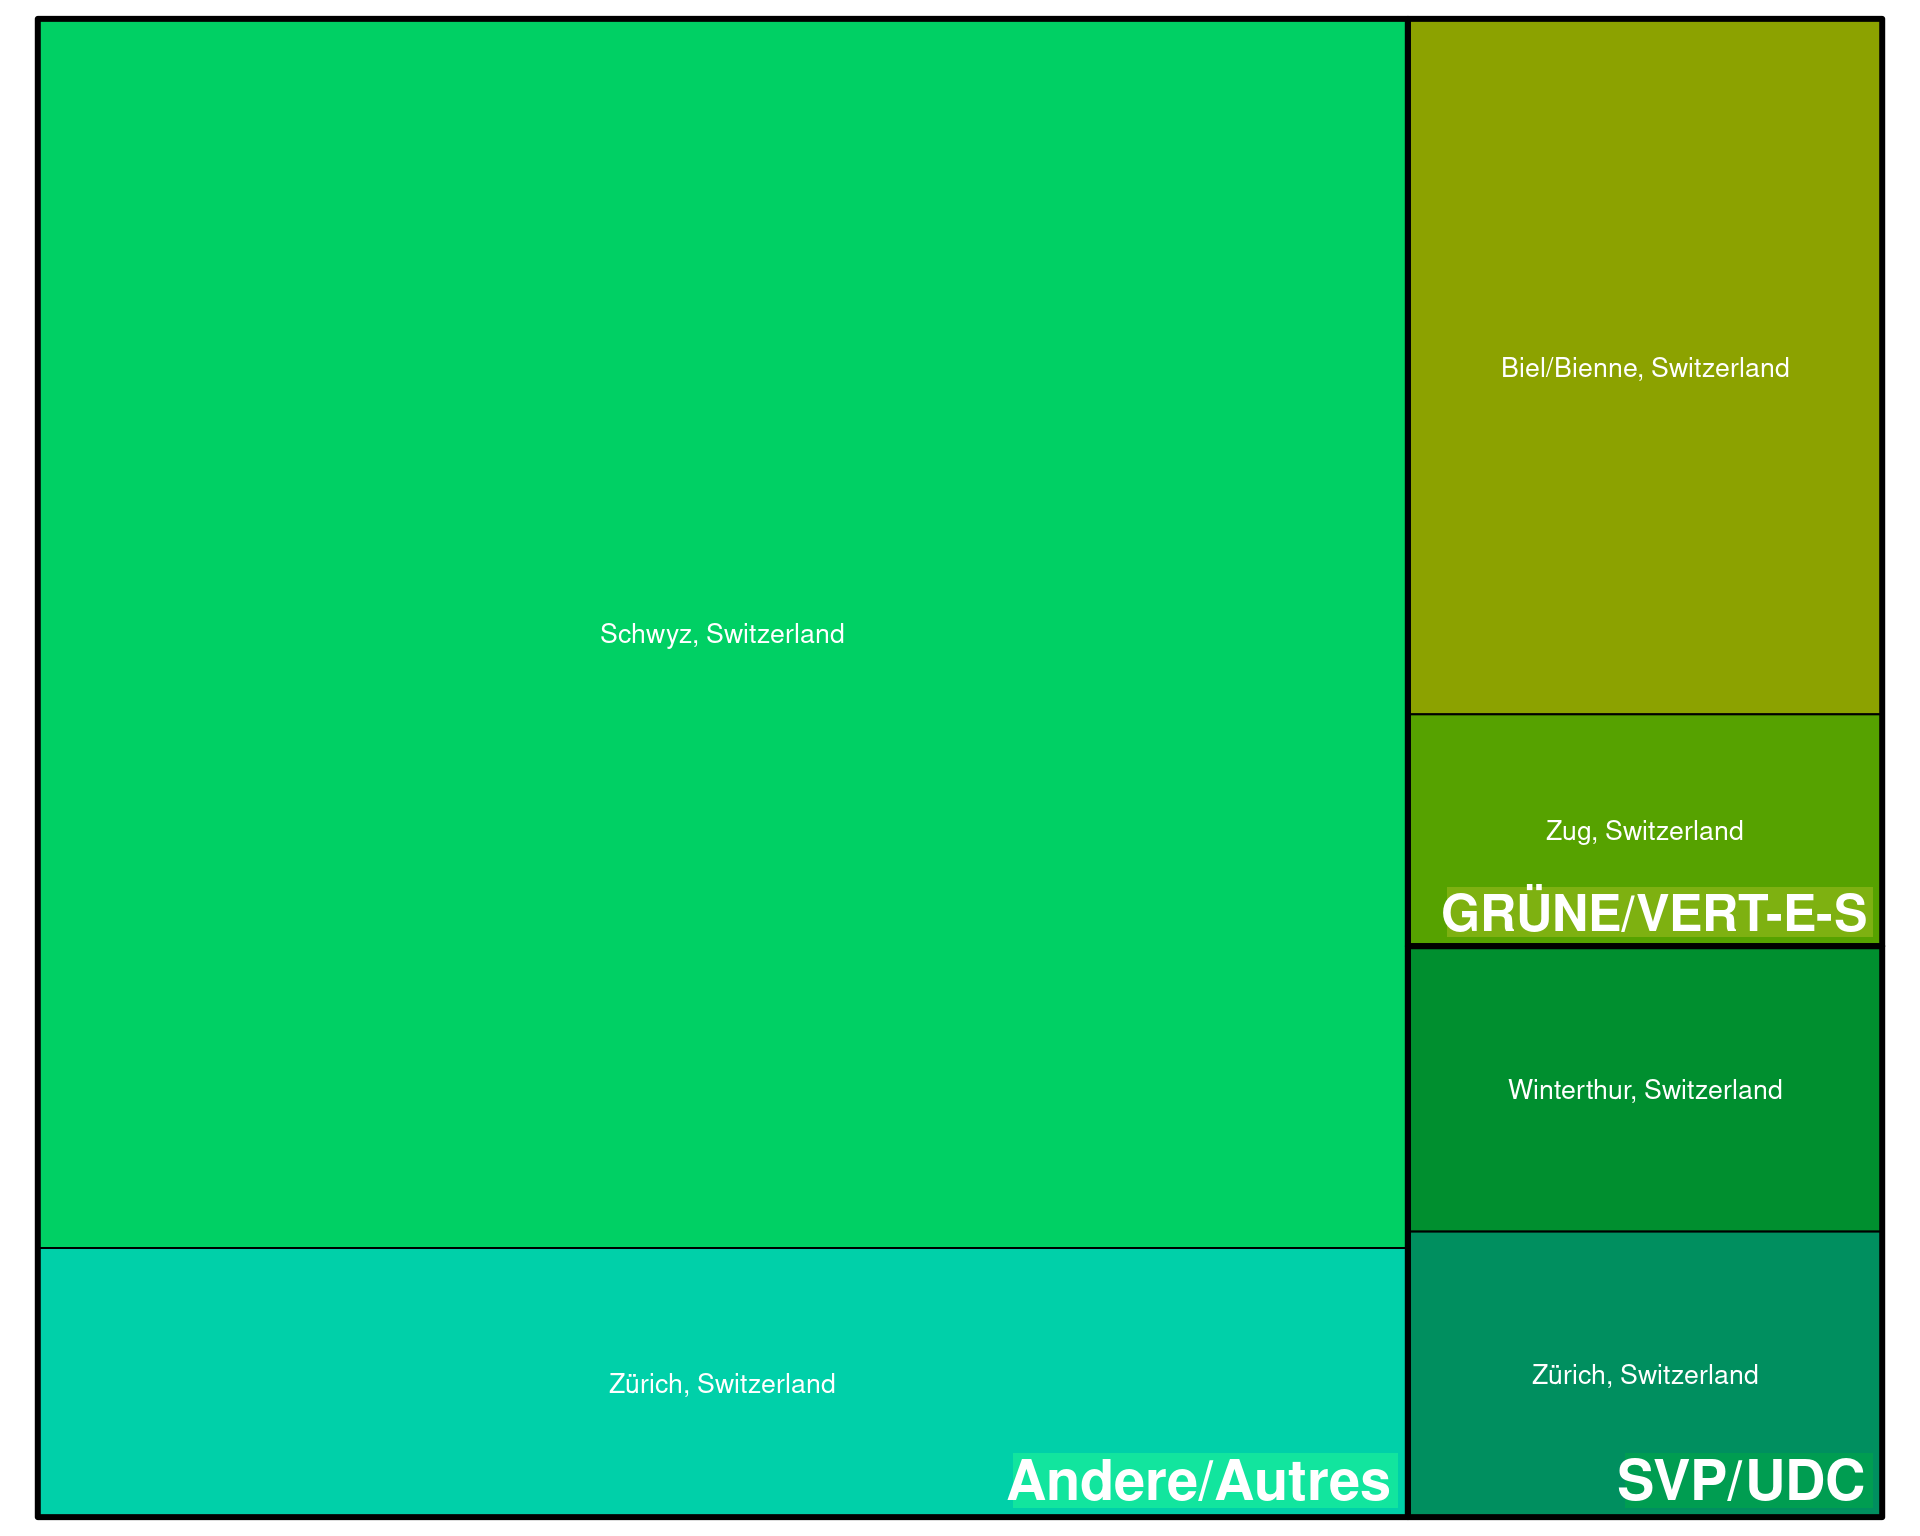 Schwyz, Switzerland
Zürich, Switzerland
Andere/Autres
Biel/Bienne, Switzerland
Zug, Switzerland
GRÜNE/VERT-E-S
Winterthur, Switzerland
Zürich, Switzerland
SVP/UDC